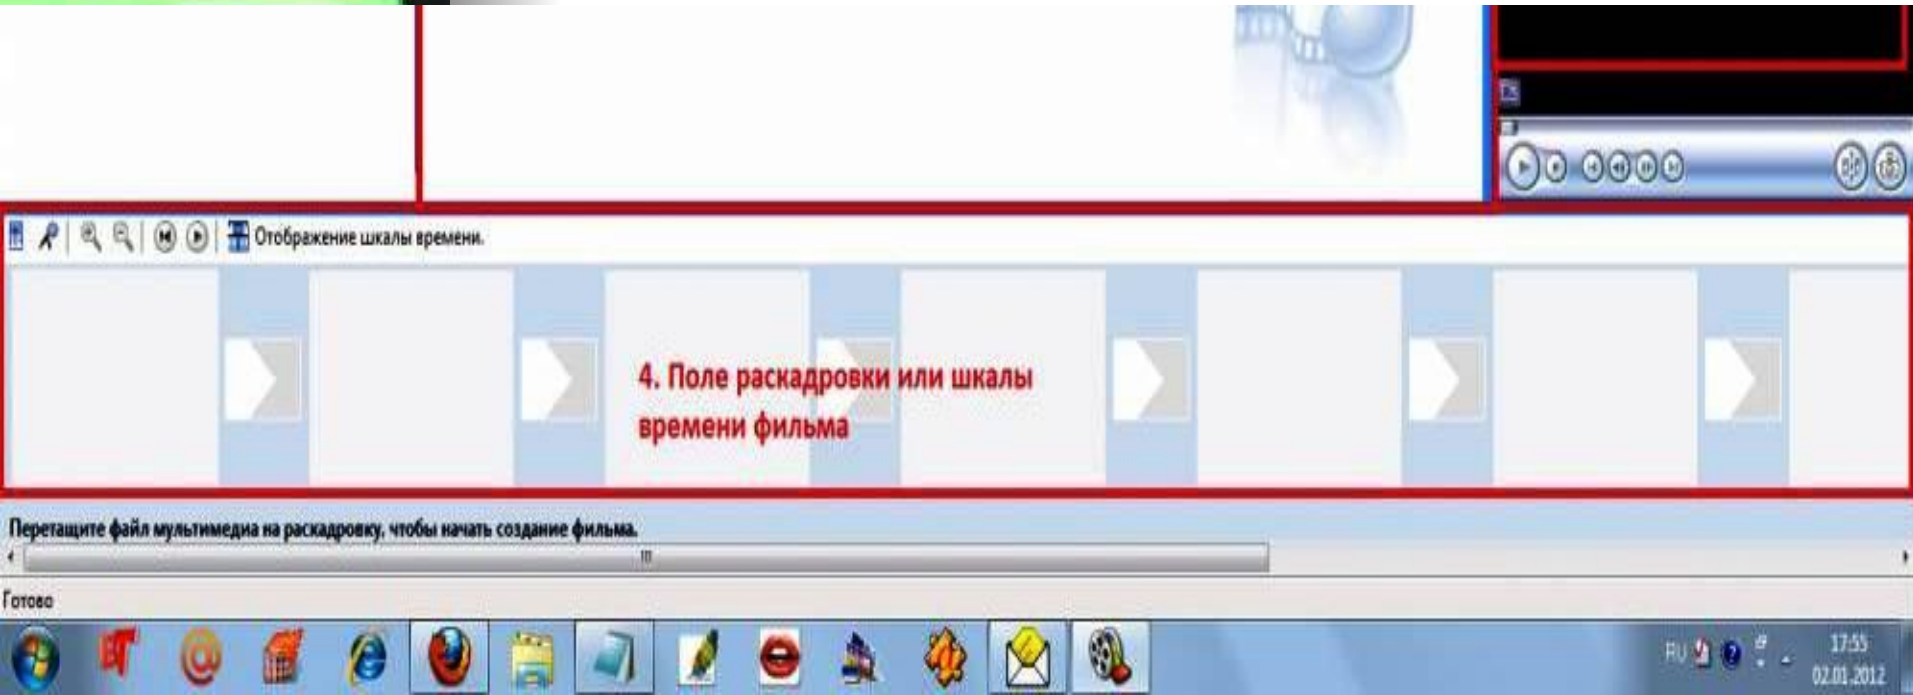 Отображение шкалы времени.
4. Поле раскадровки или шкалы
времени фильма
Перетащите файл мультимедиа на раскадровку, чтобы начать создание фильма.
Готово
RU
17:55
02.01.2012